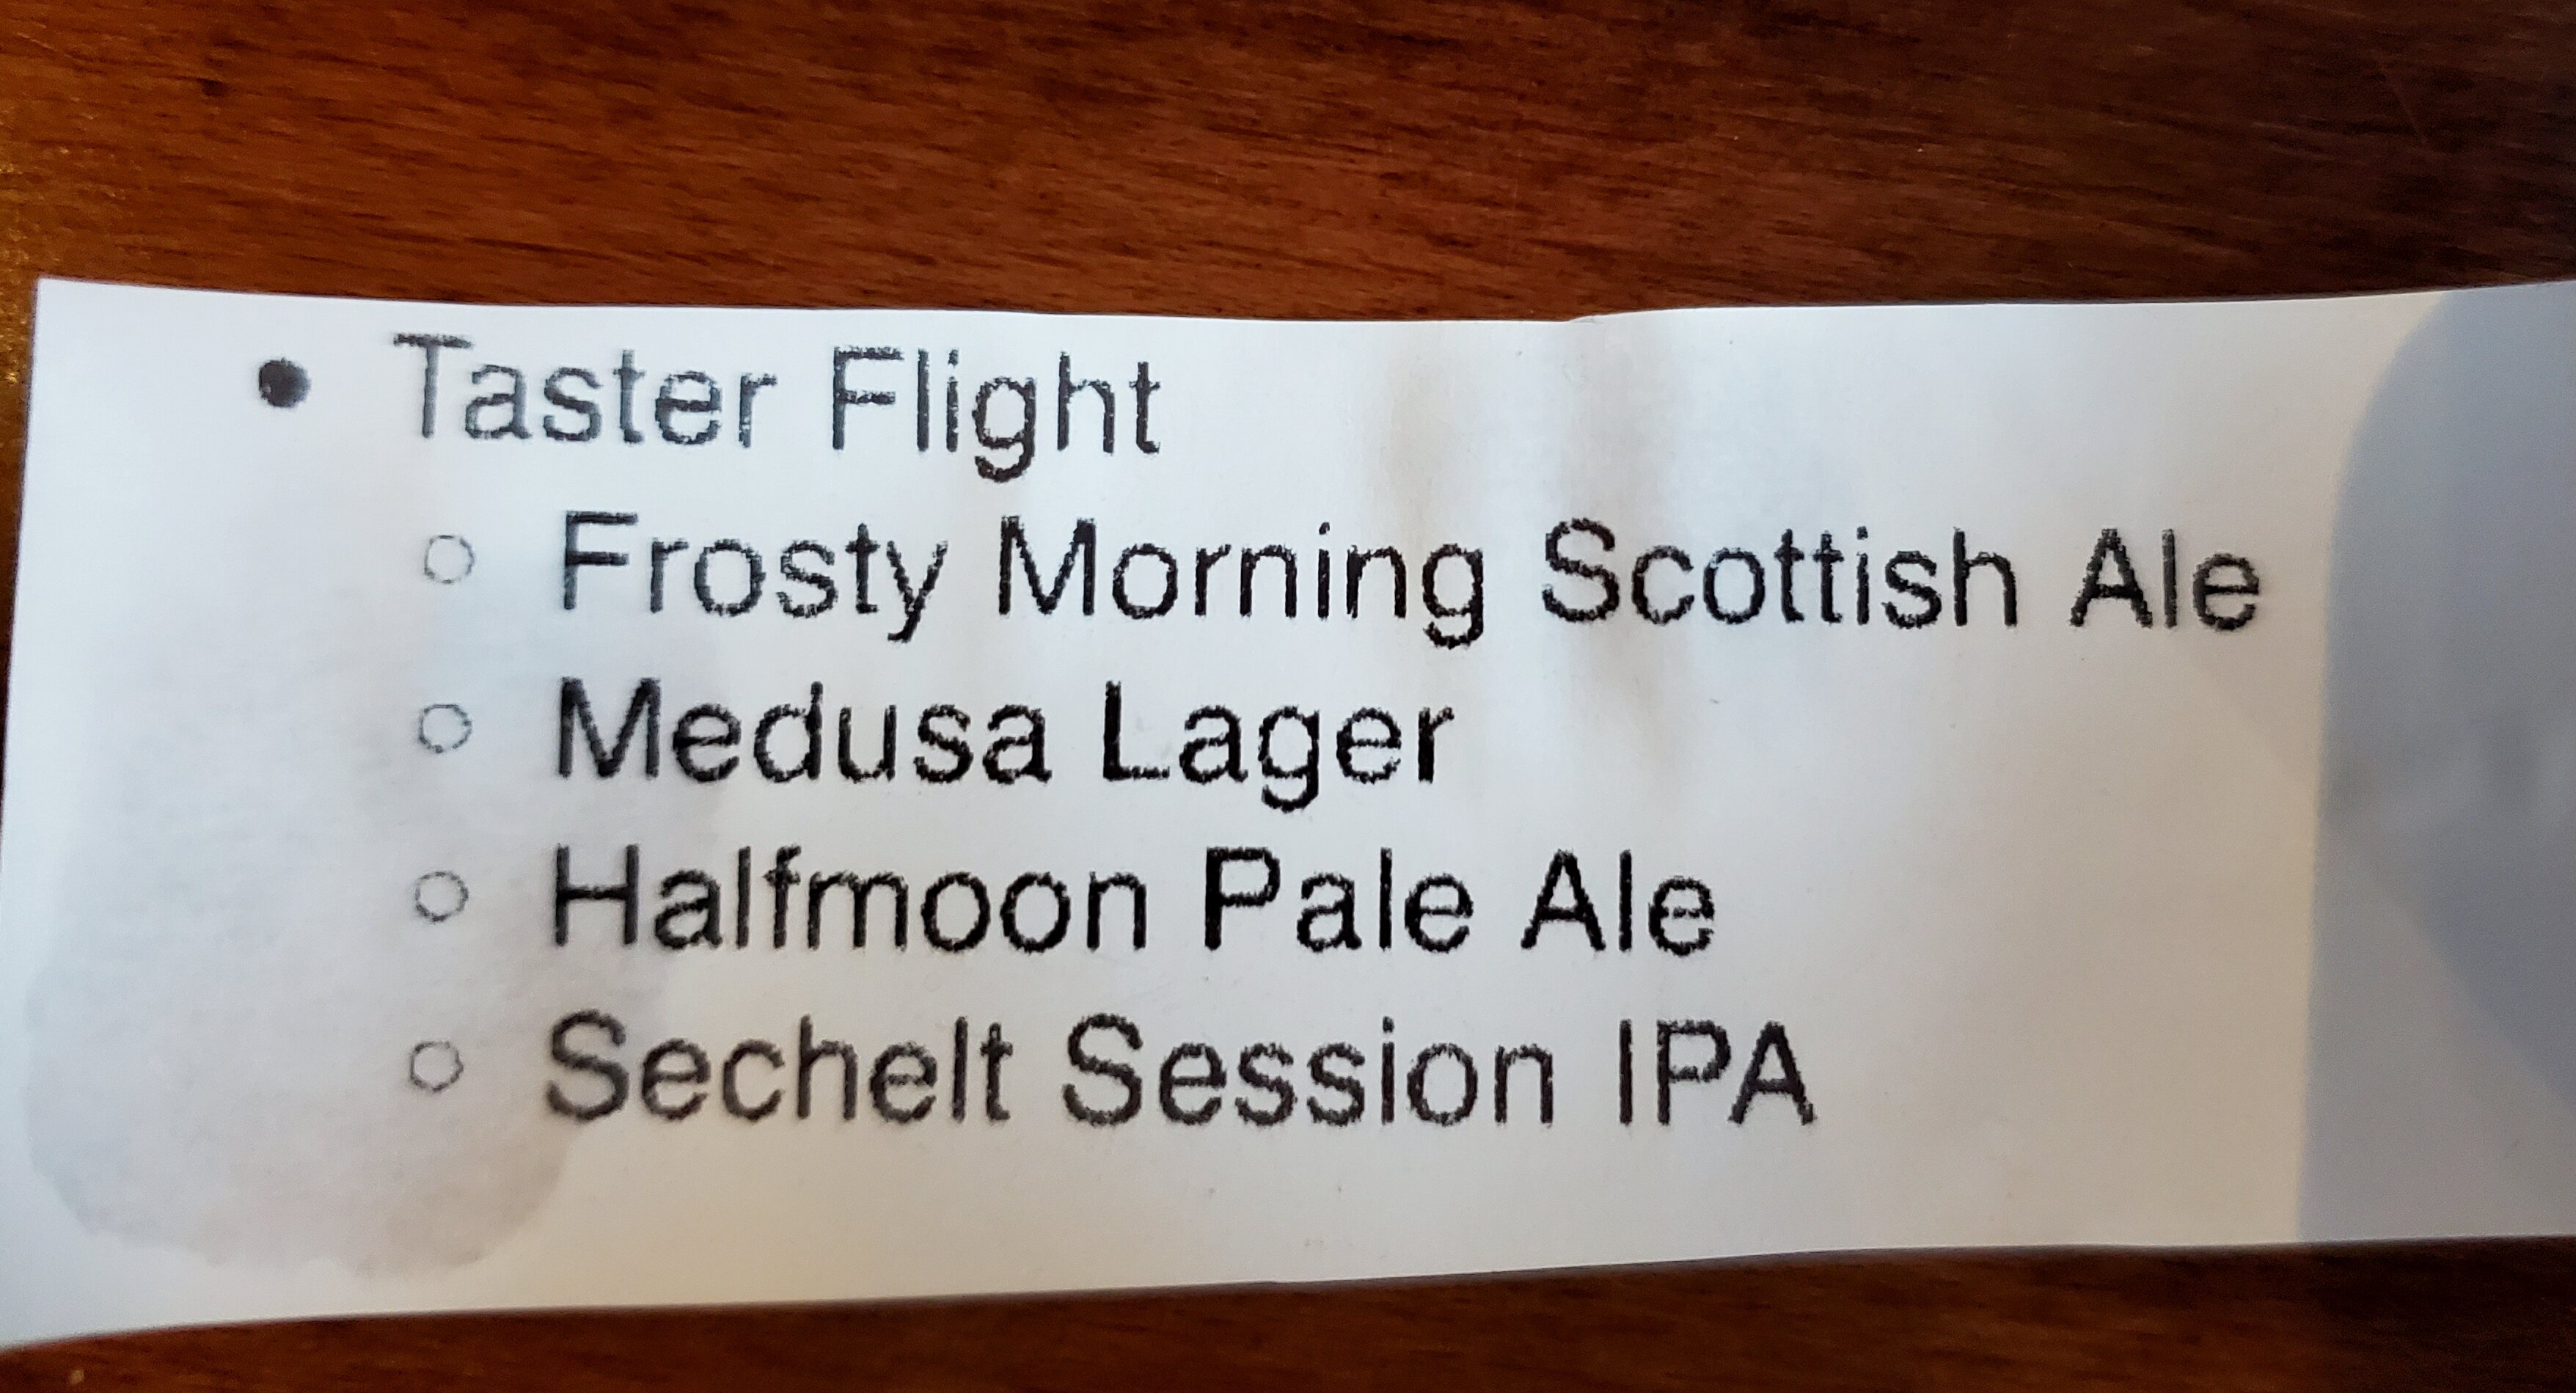 • Taster Flight
○ Frosty Morning Scottish Ale
○ Medusa Lager
○ Halfmoon Pale Ale
○ Sechelt Session IPA